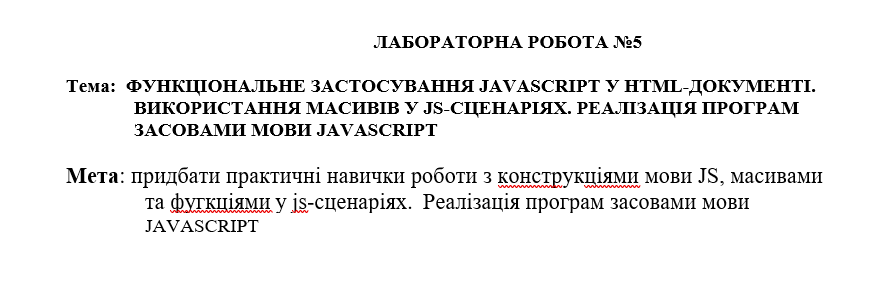 ЛАБОРАТОРНА РОБОТА №5
Тема: ФУНКЦІОНАЛЬНЕ ЗАСТОСУВАННЯ JAVASCRIPT У HTML-ДОКУМЕНТІ.
ВИКОРИСТАННЯ МАСИВІВ У JS-СЦЕНАРІЯХ. РЕАЛІЗАЦІЯ ПРОГРАМ
ЗАСОВАМИ МОВИ JAVASCRIPT
Мета: придбати практичні навички роботи з конструкціями мови JS, масивами
та фугкціями у js-сценаріях. Реалізація програм засовами мови
JAVASCRIPT